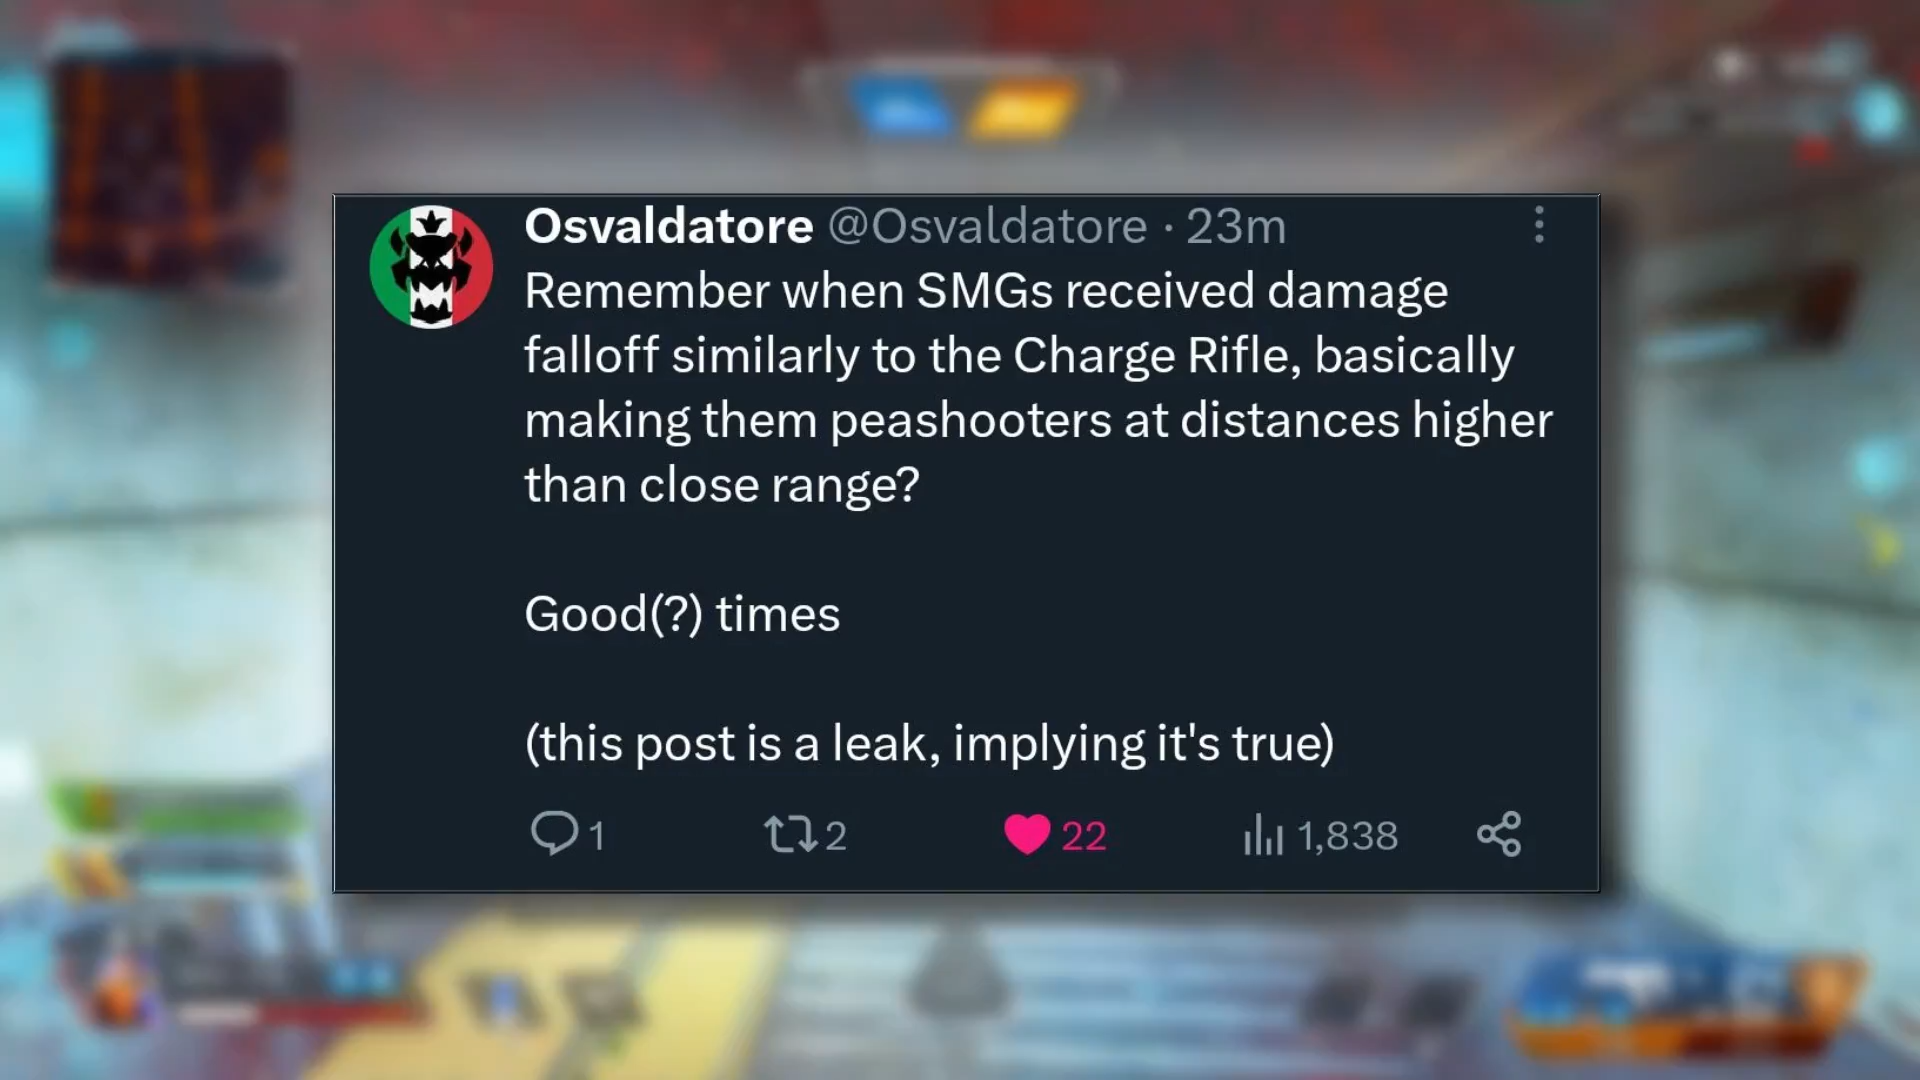 Osvaldatore @Osvaldatore · 23m
Remember when SMGs received damage
falloff similarly to the Charge Rifle, basically
making them peashooters at distances higher
than close range?
Good(?) times
(this post is a leak, implying it's true)
1 2 22 1,838